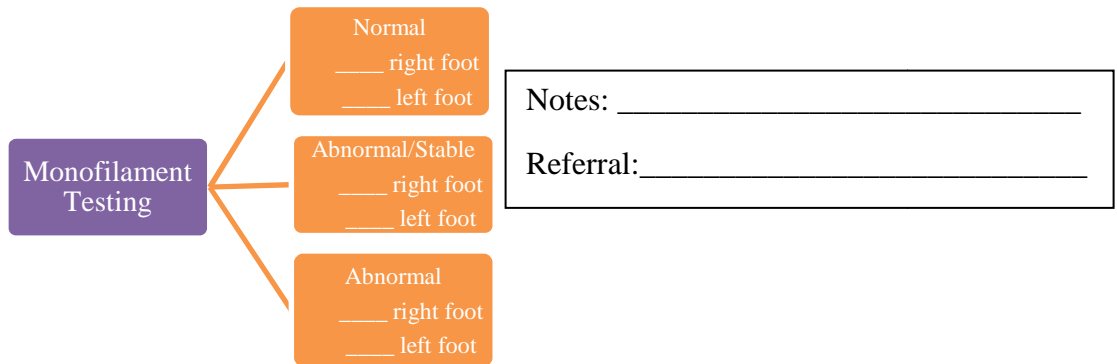 Monofilament
Testing
Normal
____ right foot
____ left foot
Abnormal/Stable
____ right foot
____ left foot
Abnormal
____ right foot
____ left foot
Notes: _____________________________
Referral:____________________________